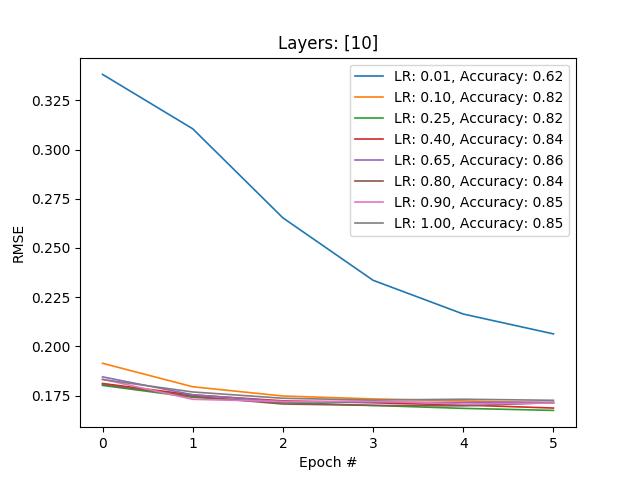 Layers: [10]
LR: 0.01, Accuracy: 0.62
LR: 0.10, Accuracy: 0.82
LR: 0.25, Accuracy: 0.82
LR: 0.40, Accuracy: 0.84
LR: 0.65, Accuracy: 0.86
LR: 0.80, Accuracy: 0.84
LR: 0.90, Accuracy: 0.85
LR: 1.00, Accuracy: 0.85
RMSE
0.325
0.300
0.275
0.250
0.225
0.200
0.175
0 1 2 3 4 5
Epoch #